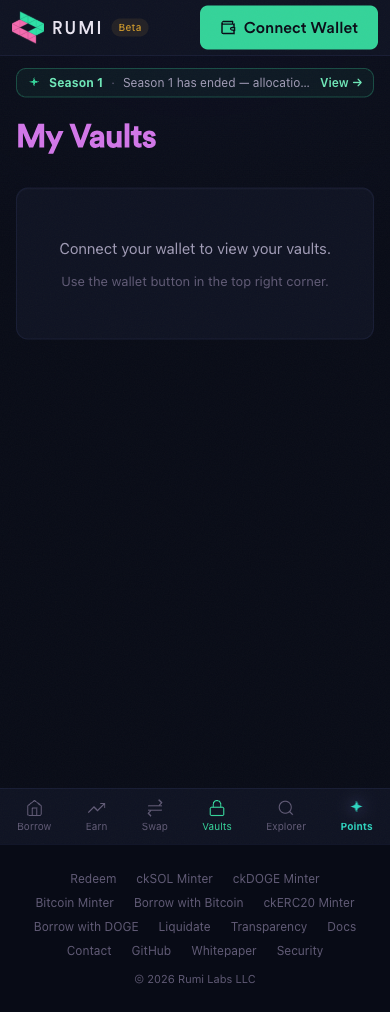 RUMI Beta Connect Wallet
Season 1 · Season 1 has ended — allocatio... View →
My Vaults
Connect your wallet to view your vaults.
Use the wallet button in the top right corner.
Borrow Earn Swap Vaults Explorer Points
Redeem ckSOL Minter ckDOGE Minter
Bitcoin Minter Borrow with Bitcoin ckERC20 Minter
Borrow with DOGE Liquidate Transparency Docs
Contact GitHub Whitepaper Security
© 2026 Rumi Labs LLC